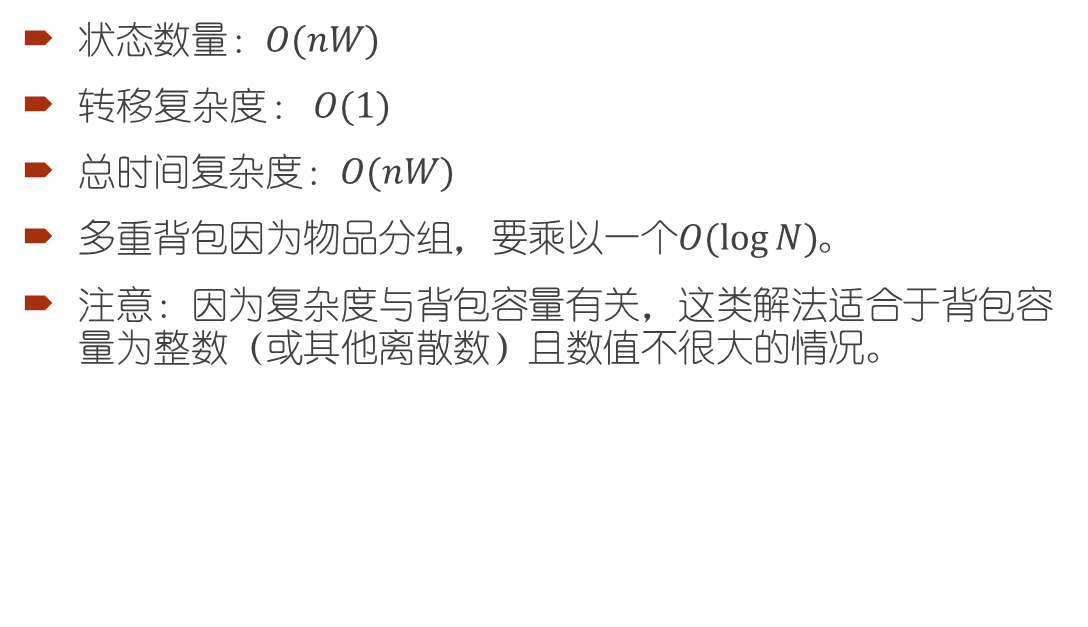 状态数量：O(nW)
转移复杂度： O(1)
总时间复杂度：O(nW)
多重背包因为物品分组，要乘以一个O(log N)。
注意：因为复杂度与背包容量有关，这类解法适合于背包容
量为整数（或其他离散数）且数值不很大的情况。